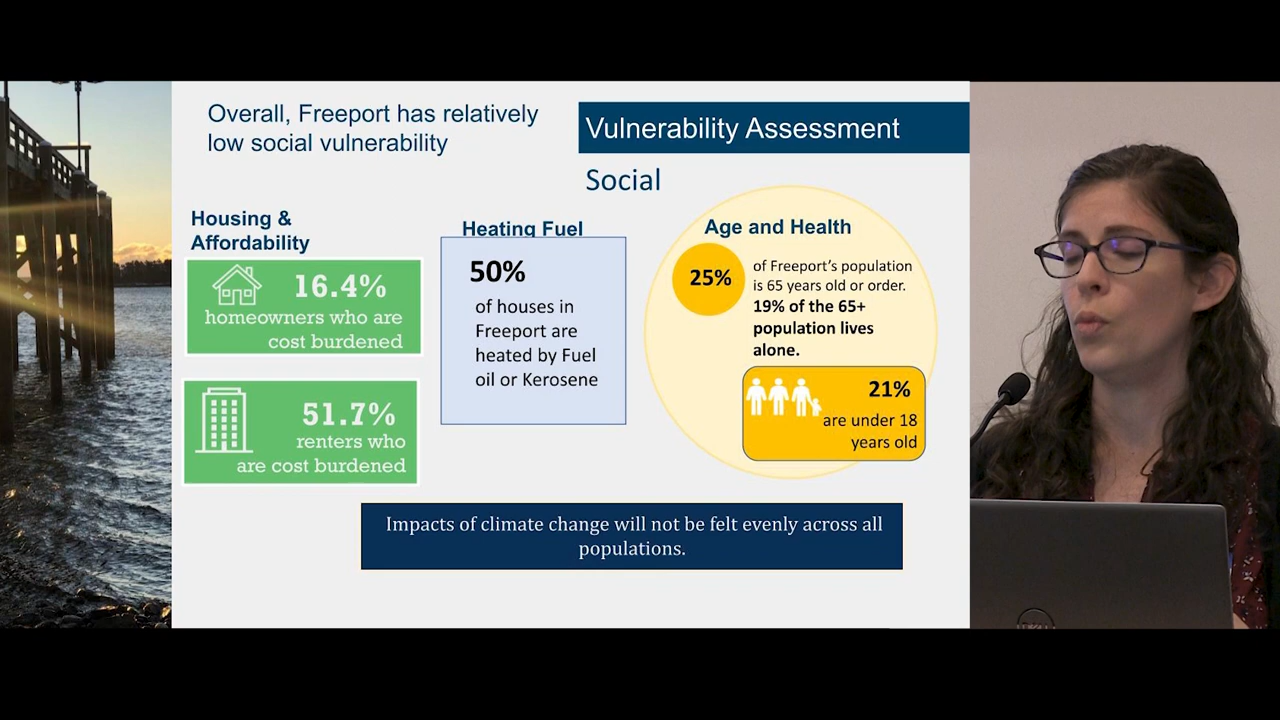 Overall, Freeport has relatively
low social vulnerability
Vulnerability Assessment
Social
Housing &
Affordability
16.4%
homeowners who are
cost burdened
51.7%
renters who
are cost burdened
Heating Fuel
50%
of houses in
Freeport are
heated by Fuel
oil or Kerosene
Age and Health
25%
of Freeport's population
is 65 years old or order.
19% of the 65+
population lives
alone.
21%
are under 18
years old
Impacts of climate change will not be felt evenly across all
populations.
DELL